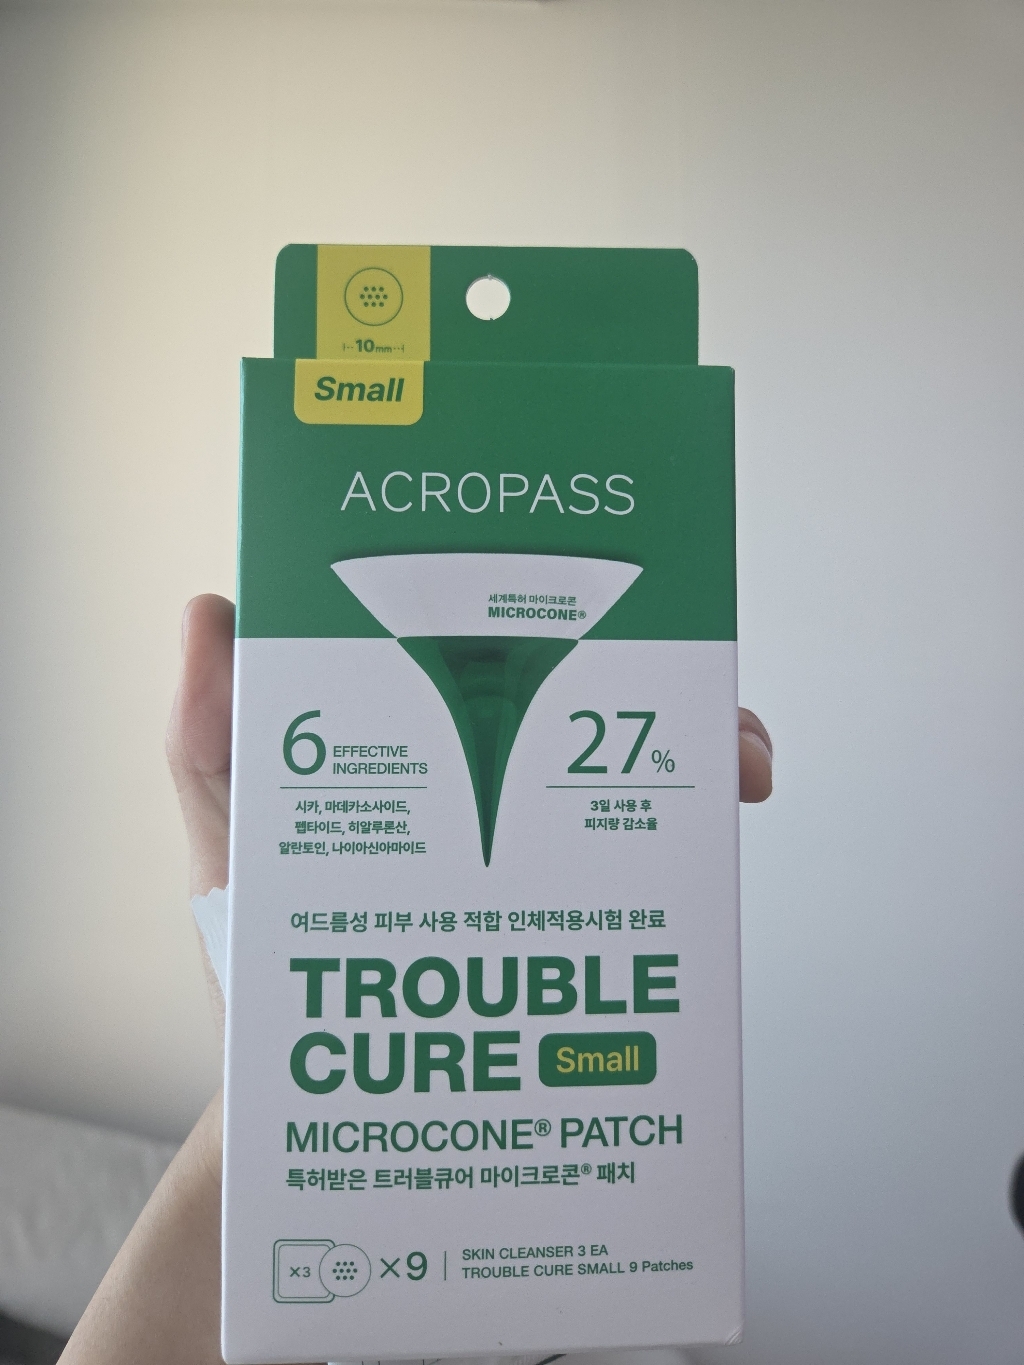 10mm
Small
ACROPASS
세계특허 마이크로콘
MICROCONE®
6 EFFECTIVE
INGREDIENTS
시카, 마데카소사이드,
펩타이드, 히알루론산,
알란토인, 나이아신아마이드
27%
3일 사용 후
피지량 감소율
여드름성 피부 사용 적합 인체적용시험 완료
TROUBLE
CURE Small
MICROCONE® PATCH
특허받은 트러블큐어 마이크로콘® 패치
×3 ×9
SKIN CLEANSER 3 EA
TROUBLE CURE SMALL 9 Patches